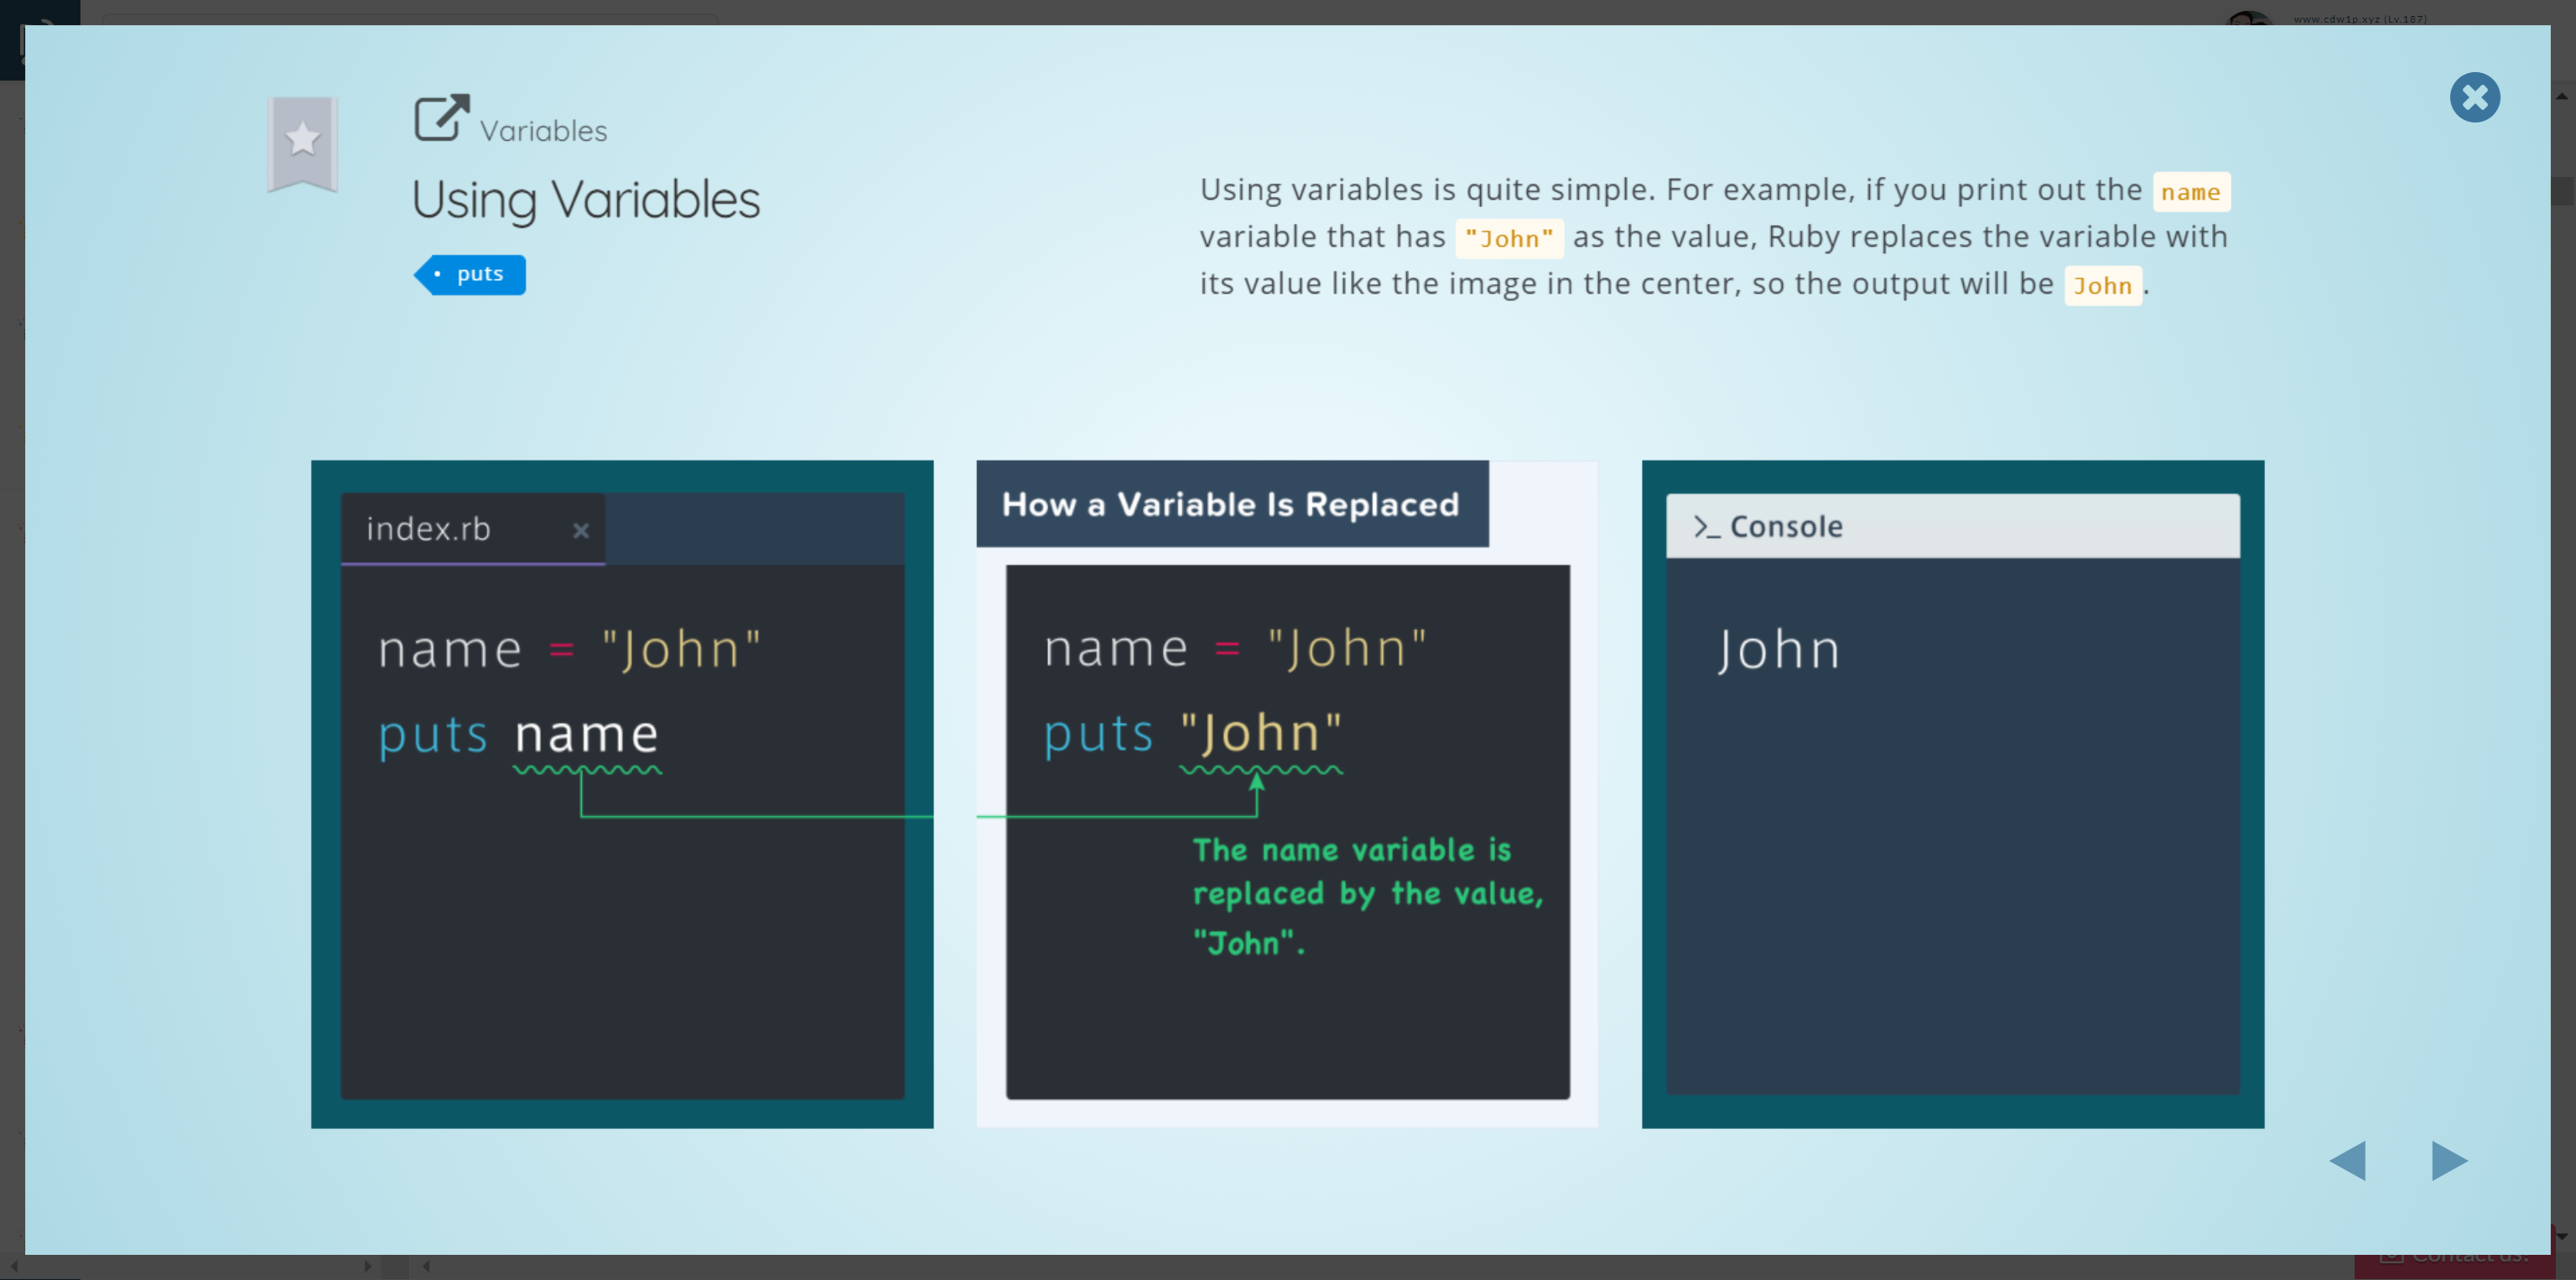 www.cdw1p.xyz (Lv.187)
Variables
Using Variables
puts
Using variables is quite simple. For example, if you print out the name
variable that has "John" as the value, Ruby replaces the variable with
its value like the image in the center, so the output will be John.
index.rb ×
name = "John"
puts name
How a Variable Is Replaced
name = "John"
puts "John"
The name variable is
replaced by the value,
"John".
>_ Console
John
Contact us!